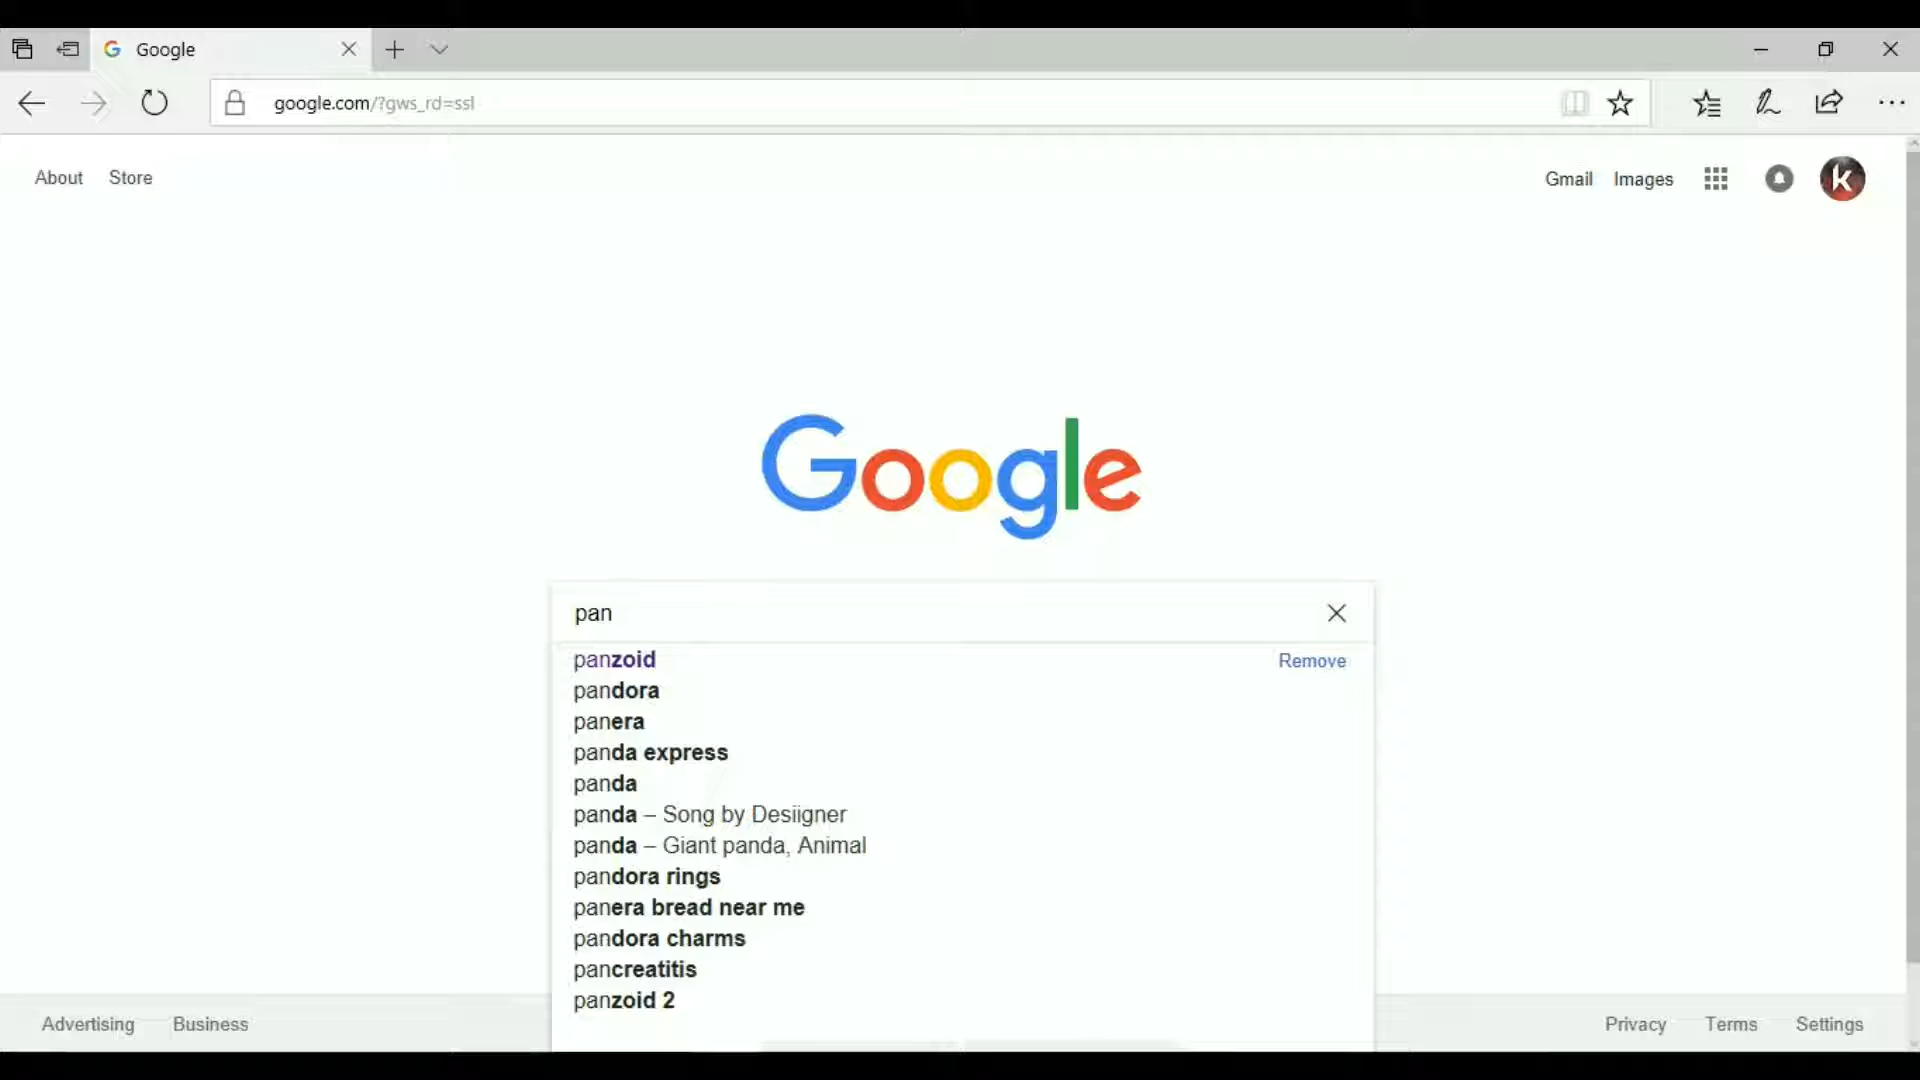 Google
google.com/?gws_rd=ssl
About Store
Gmail Images
K
Google
pan
panzoid Remove
pandora
panera
panda express
panda
panda – Song by Desiigner
panda – Giant panda, Animal
pandora rings
panera bread near me
pandora charms
pancreatitis
panzoid 2
Advertising Business
Privacy Terms Settings